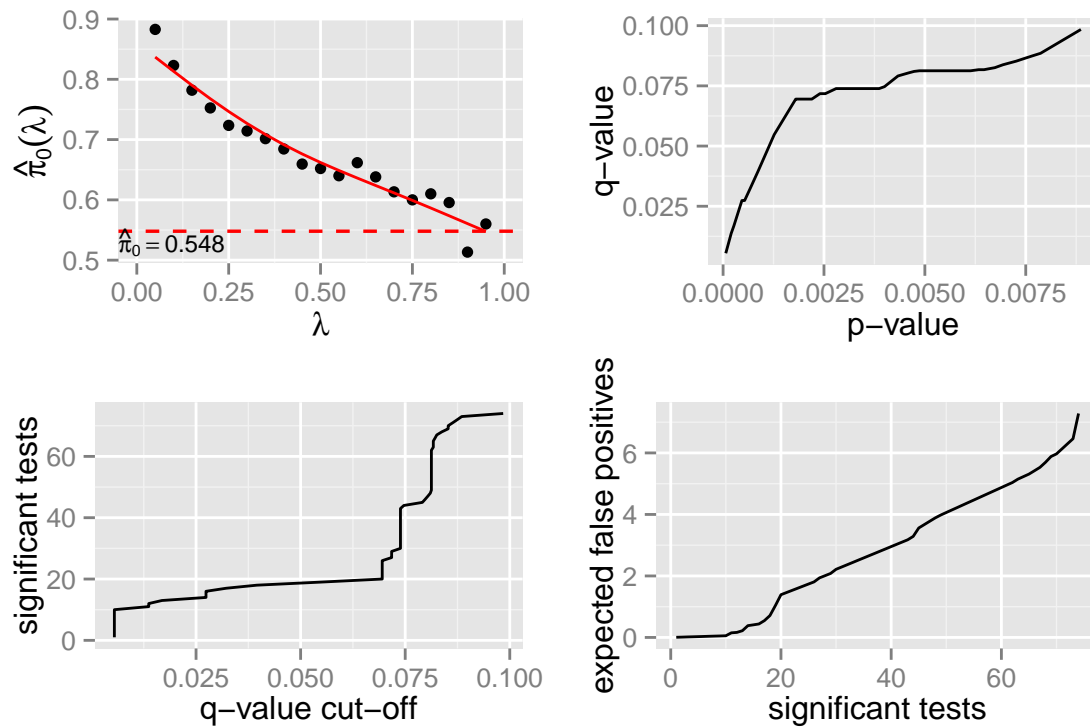 0.9
0.8
0.7
0.6
0.5
π̂₀(λ)
π̂₀ = 0.548
0.00 0.25 0.50 0.75 1.00
λ
0.100
0.075
0.050
0.025
q−value
0.0000 0.0025 0.0050 0.0075
p−value
60
40
20
0
significant tests
0.025 0.050 0.075 0.100
q−value cut−off
6
4
2
0
expected false positives
0 20 40 60
significant tests